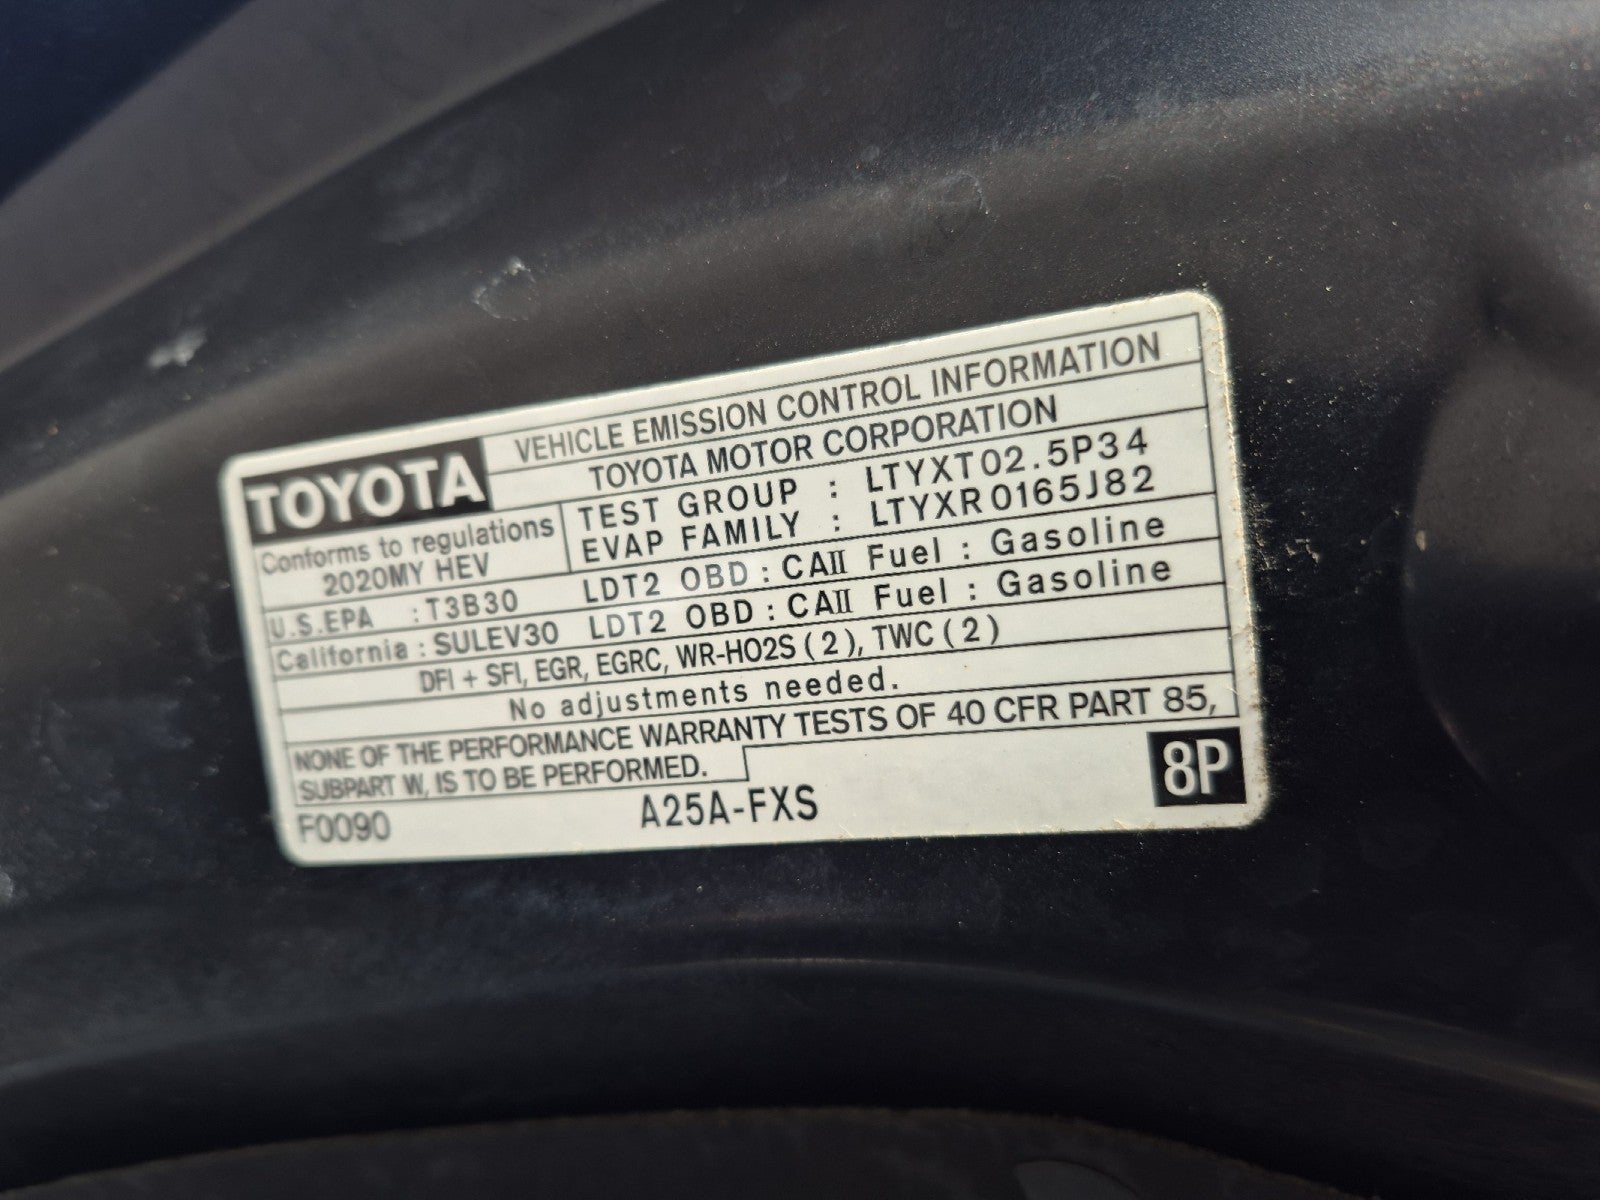 TOYOTA
VEHICLE EMISSION CONTROL INFORMATION
TOYOTA MOTOR CORPORATION
Conforms to regulations
2020MY HEV
TEST GROUP : LTYXT02.5P34
EVAP FAMILY : LTYXR0165J82
U.S.EPA : T3B30 LDT2 OBD : CAII Fuel : Gasoline
California : SULEV30 LDT2 OBD : CAII Fuel : Gasoline
DFI + SFI, EGR, EGRC, WR-HO2S ( 2 ), TWC ( 2 )
No adjustments needed.
NONE OF THE PERFORMANCE WARRANTY TESTS OF 40 CFR PART 85,
SUBPART W, IS TO BE PERFORMED.
F0090 A25A-FXS 8P